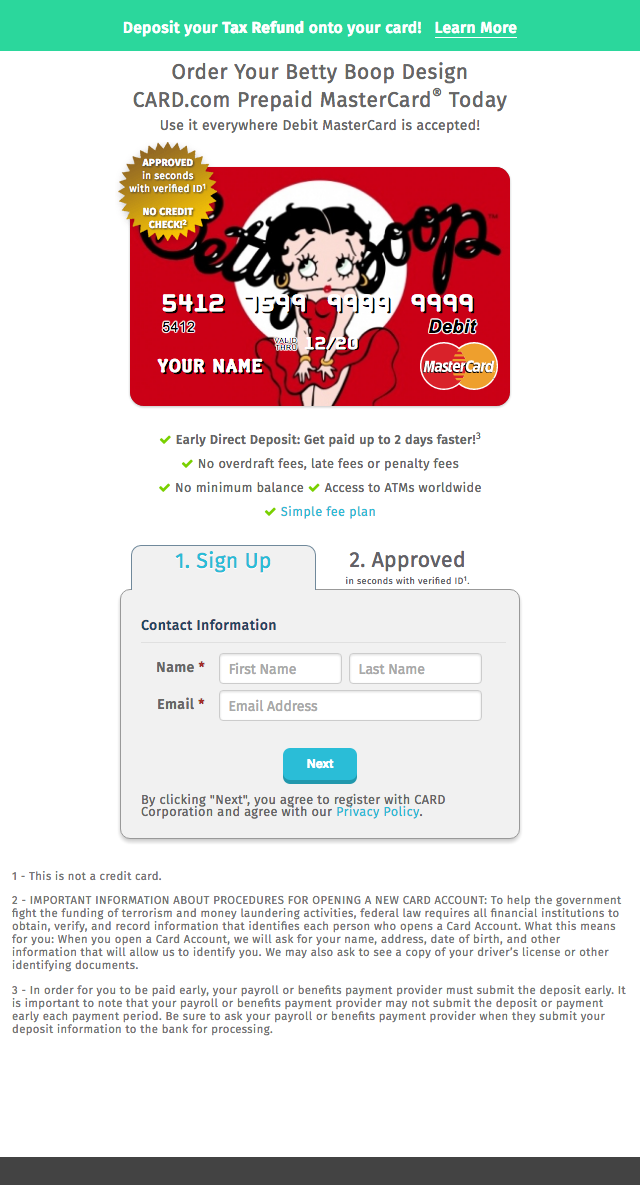 Deposit your Tax Refund onto your card! Learn More
Order Your Betty Boop Design
CARD.com Prepaid MasterCard® Today
Use it everywhere Debit MasterCard is accepted!
APPROVED
in seconds
with verified ID¹
NO CREDIT
CHECK!²
Betty Boop™
5412 7599 9999 9999
5412
Debit
VALID
THRU 12/20
YOUR NAME
MasterCard
Early Direct Deposit: Get paid up to 2 days faster!³
No overdraft fees, late fees or penalty fees
No minimum balance Access to ATMs worldwide
Simple fee plan
1. Sign Up
2. Approved
in seconds with verified ID¹.
Contact Information
Name * First Name Last Name
Email * Email Address
Next
By clicking "Next", you agree to register with CARD
Corporation and agree with our Privacy Policy.
1 - This is not a credit card.
2 - IMPORTANT INFORMATION ABOUT PROCEDURES FOR OPENING A NEW CARD ACCOUNT: To help the government
fight the funding of terrorism and money laundering activities, federal law requires all financial institutions to
obtain, verify, and record information that identifies each person who opens a Card Account. What this means
for you: When you open a Card Account, we will ask for your name, address, date of birth, and other
information that will allow us to identify you. We may also ask to see a copy of your driver's license or other
identifying documents.
3 - In order for you to be paid early, your payroll or benefits payment provider must submit the deposit early. It
is important to note that your payroll or benefits payment provider may not submit the deposit or payment
early each payment period. Be sure to ask your payroll or benefits payment provider when they submit your
deposit information to the bank for processing.